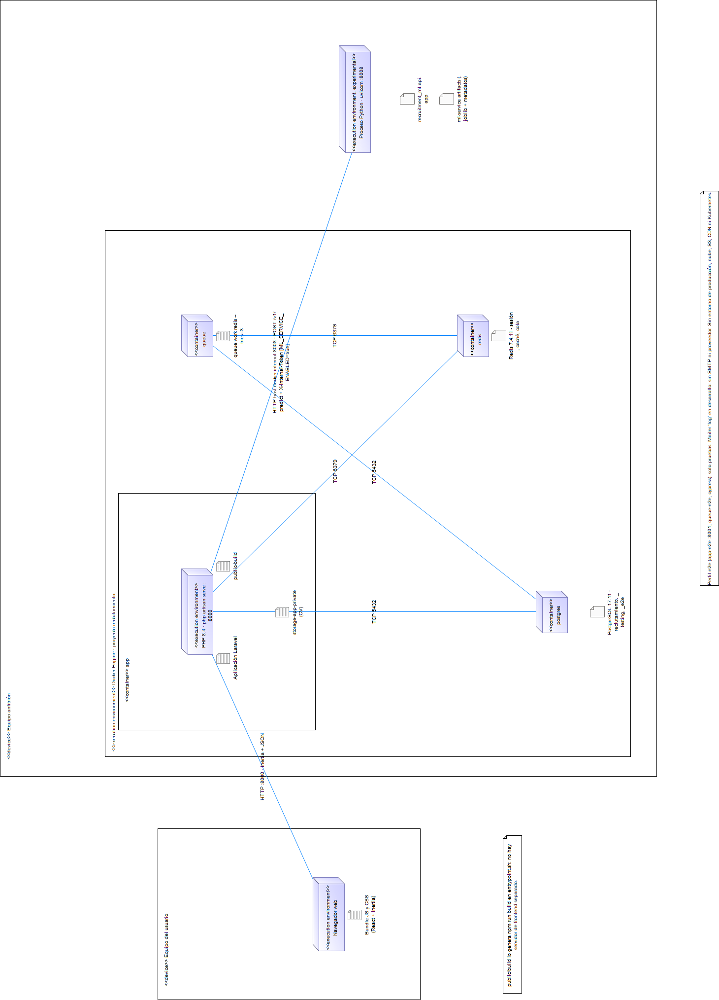 <<device>> Equipo anfitrión
<<execution environment>> Docker Engine · proyecto reclutamiento
<<container>> app
<<device>> Equipo del usuario
<<execution environment>>
PHP 8.4 · php artisan serve :
8000
Aplicación Laravel
public-build
storage-app-private
(CV)
<<container>>
queue
queue work redis --
tries=3
HTTP host.docker.internal:8008 · POST /v1/
predict + X-Internal-Token [ML_SERVICE_
ENABLED=true]
TCP 6379
TCP 6379
TCP 5432
TCP 5432
HTTP :8000 · Inertia + JSON
<<execution environment, experimental>>
Proceso Python · uvicorn :8008
recruitment_ml.api.
app
ml-service artifacts (.
joblib + metadatos)
<<container>>
redis
Redis 7.4.11 - sesión
, caché, cola
<<container>>
postgres
PostgreSQL 17.11 -
reclutamiento, _
testing, _e2e
<<execution environment>>
Navegador web
Bundle JS y CSS
(React + Inertia)
public/build lo genera npm run build en entrypoint.sh; no hay
servidor de frontend separado.
Perfil e2e (app-e2e :8001, queue-e2e, cypress): solo pruebas. Mailer 'log' en desarrollo: sin SMTP ni proveedor. Sin entorno de producción, nube, S3, CDN ni Kubernetes.